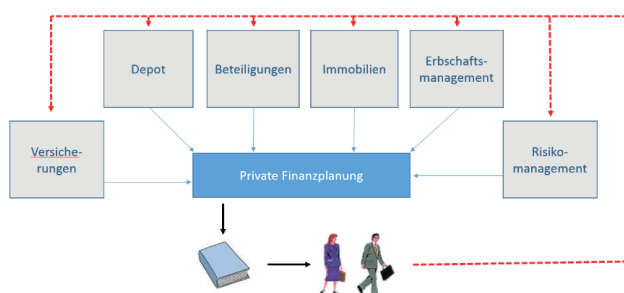 Depot
Beteiligungen
Immobilien
Erbschafts-
management
Versiche-
rungen
Private Finanzplanung
Risiko-
management